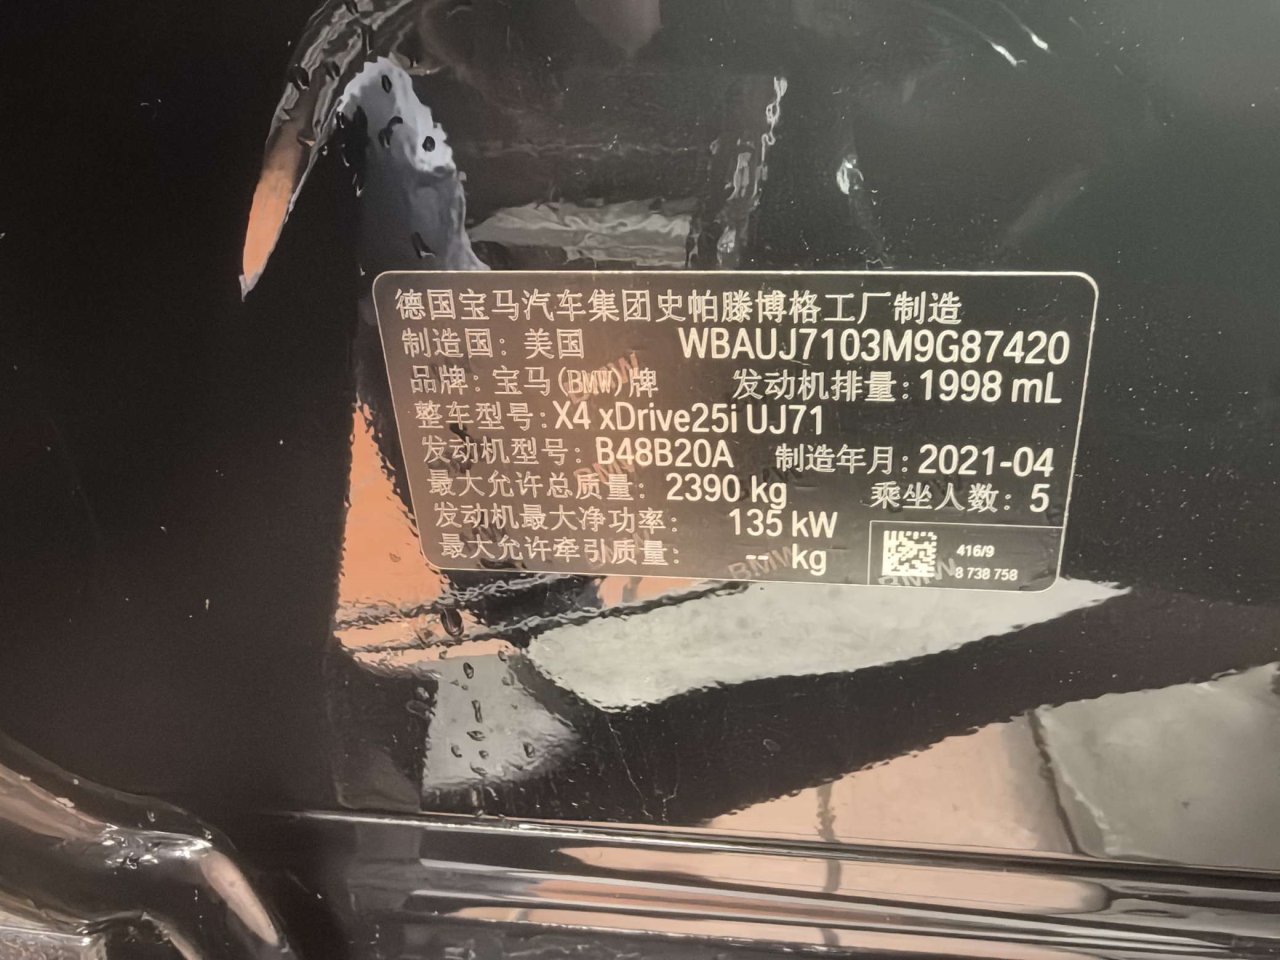 德国宝马汽车集团史帕滕博格工厂制造
制造国：美国 WBAUJ7103M9G87420
品牌：宝马(BMW)牌 发动机排量：1998 mL
整车型号：X4 xDrive25i UJ71
发动机型号：B48B20A 制造年月：2021-04
最大允许总质量：2390 kg 乘坐人数：5
发动机最大净功率：135 kW
最大允许牵引质量：-- kg
416/9
8 738 758